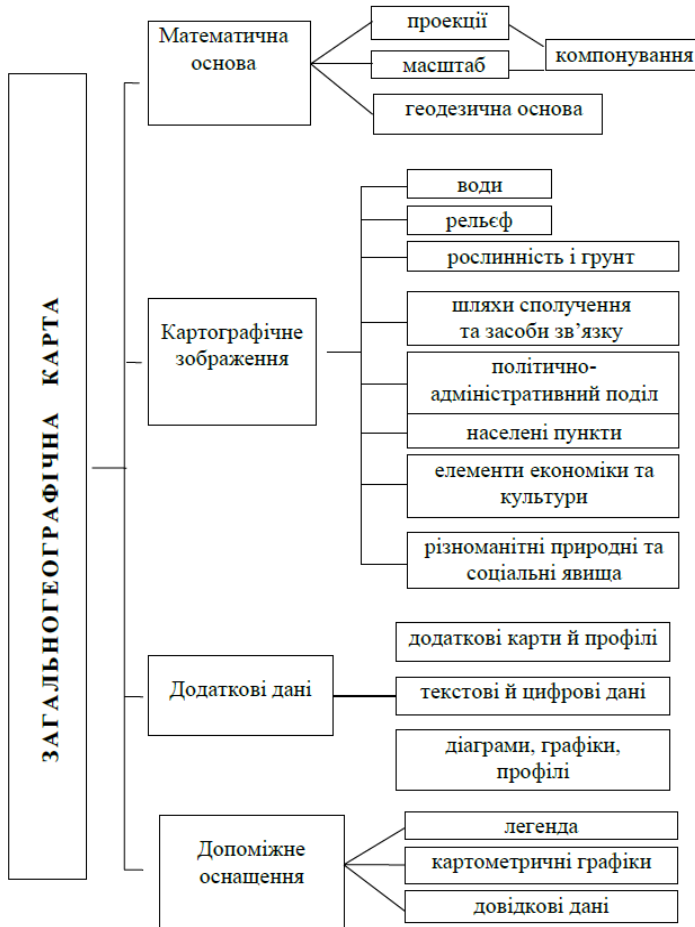 ЗАГАЛЬНОГЕОГРАФІЧНА КАРТА
Математична
основа
проекції
масштаб
компонування
геодезична основа
Картографічне
зображення
води
рельєф
рослинність і грунт
шляхи сполучення
та засоби зв’язку
політично-
адміністративний поділ
населені пункти
елементи економіки та
культури
різноманітні природні та
соціальні явища
Додаткові дані
додаткові карти й профілі
текстові й цифрові дані
діаграми, графіки,
профілі
Допоміжне
оснащення
легенда
картометричні графіки
довідкові дані